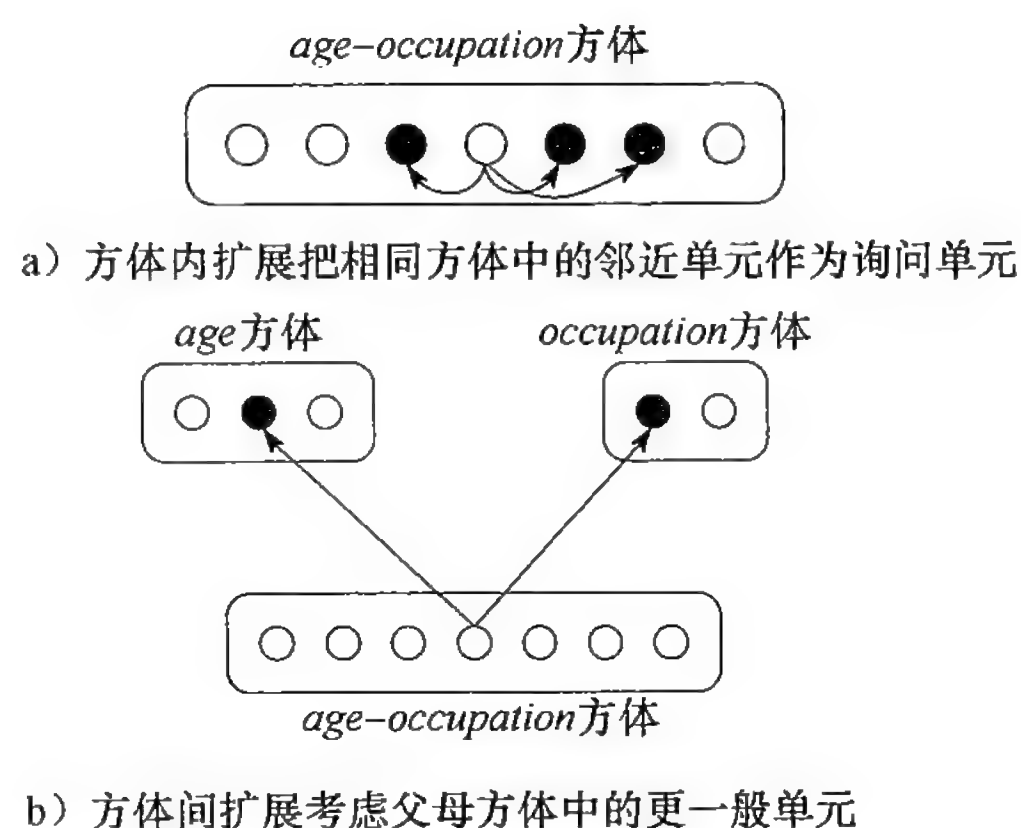 age-occupation方体
a）方体内扩展把相同方体中的邻近单元作为询问单元
age方体
occupation方体
age-occupation方体
b）方体间扩展考虑父母方体中的更一般单元